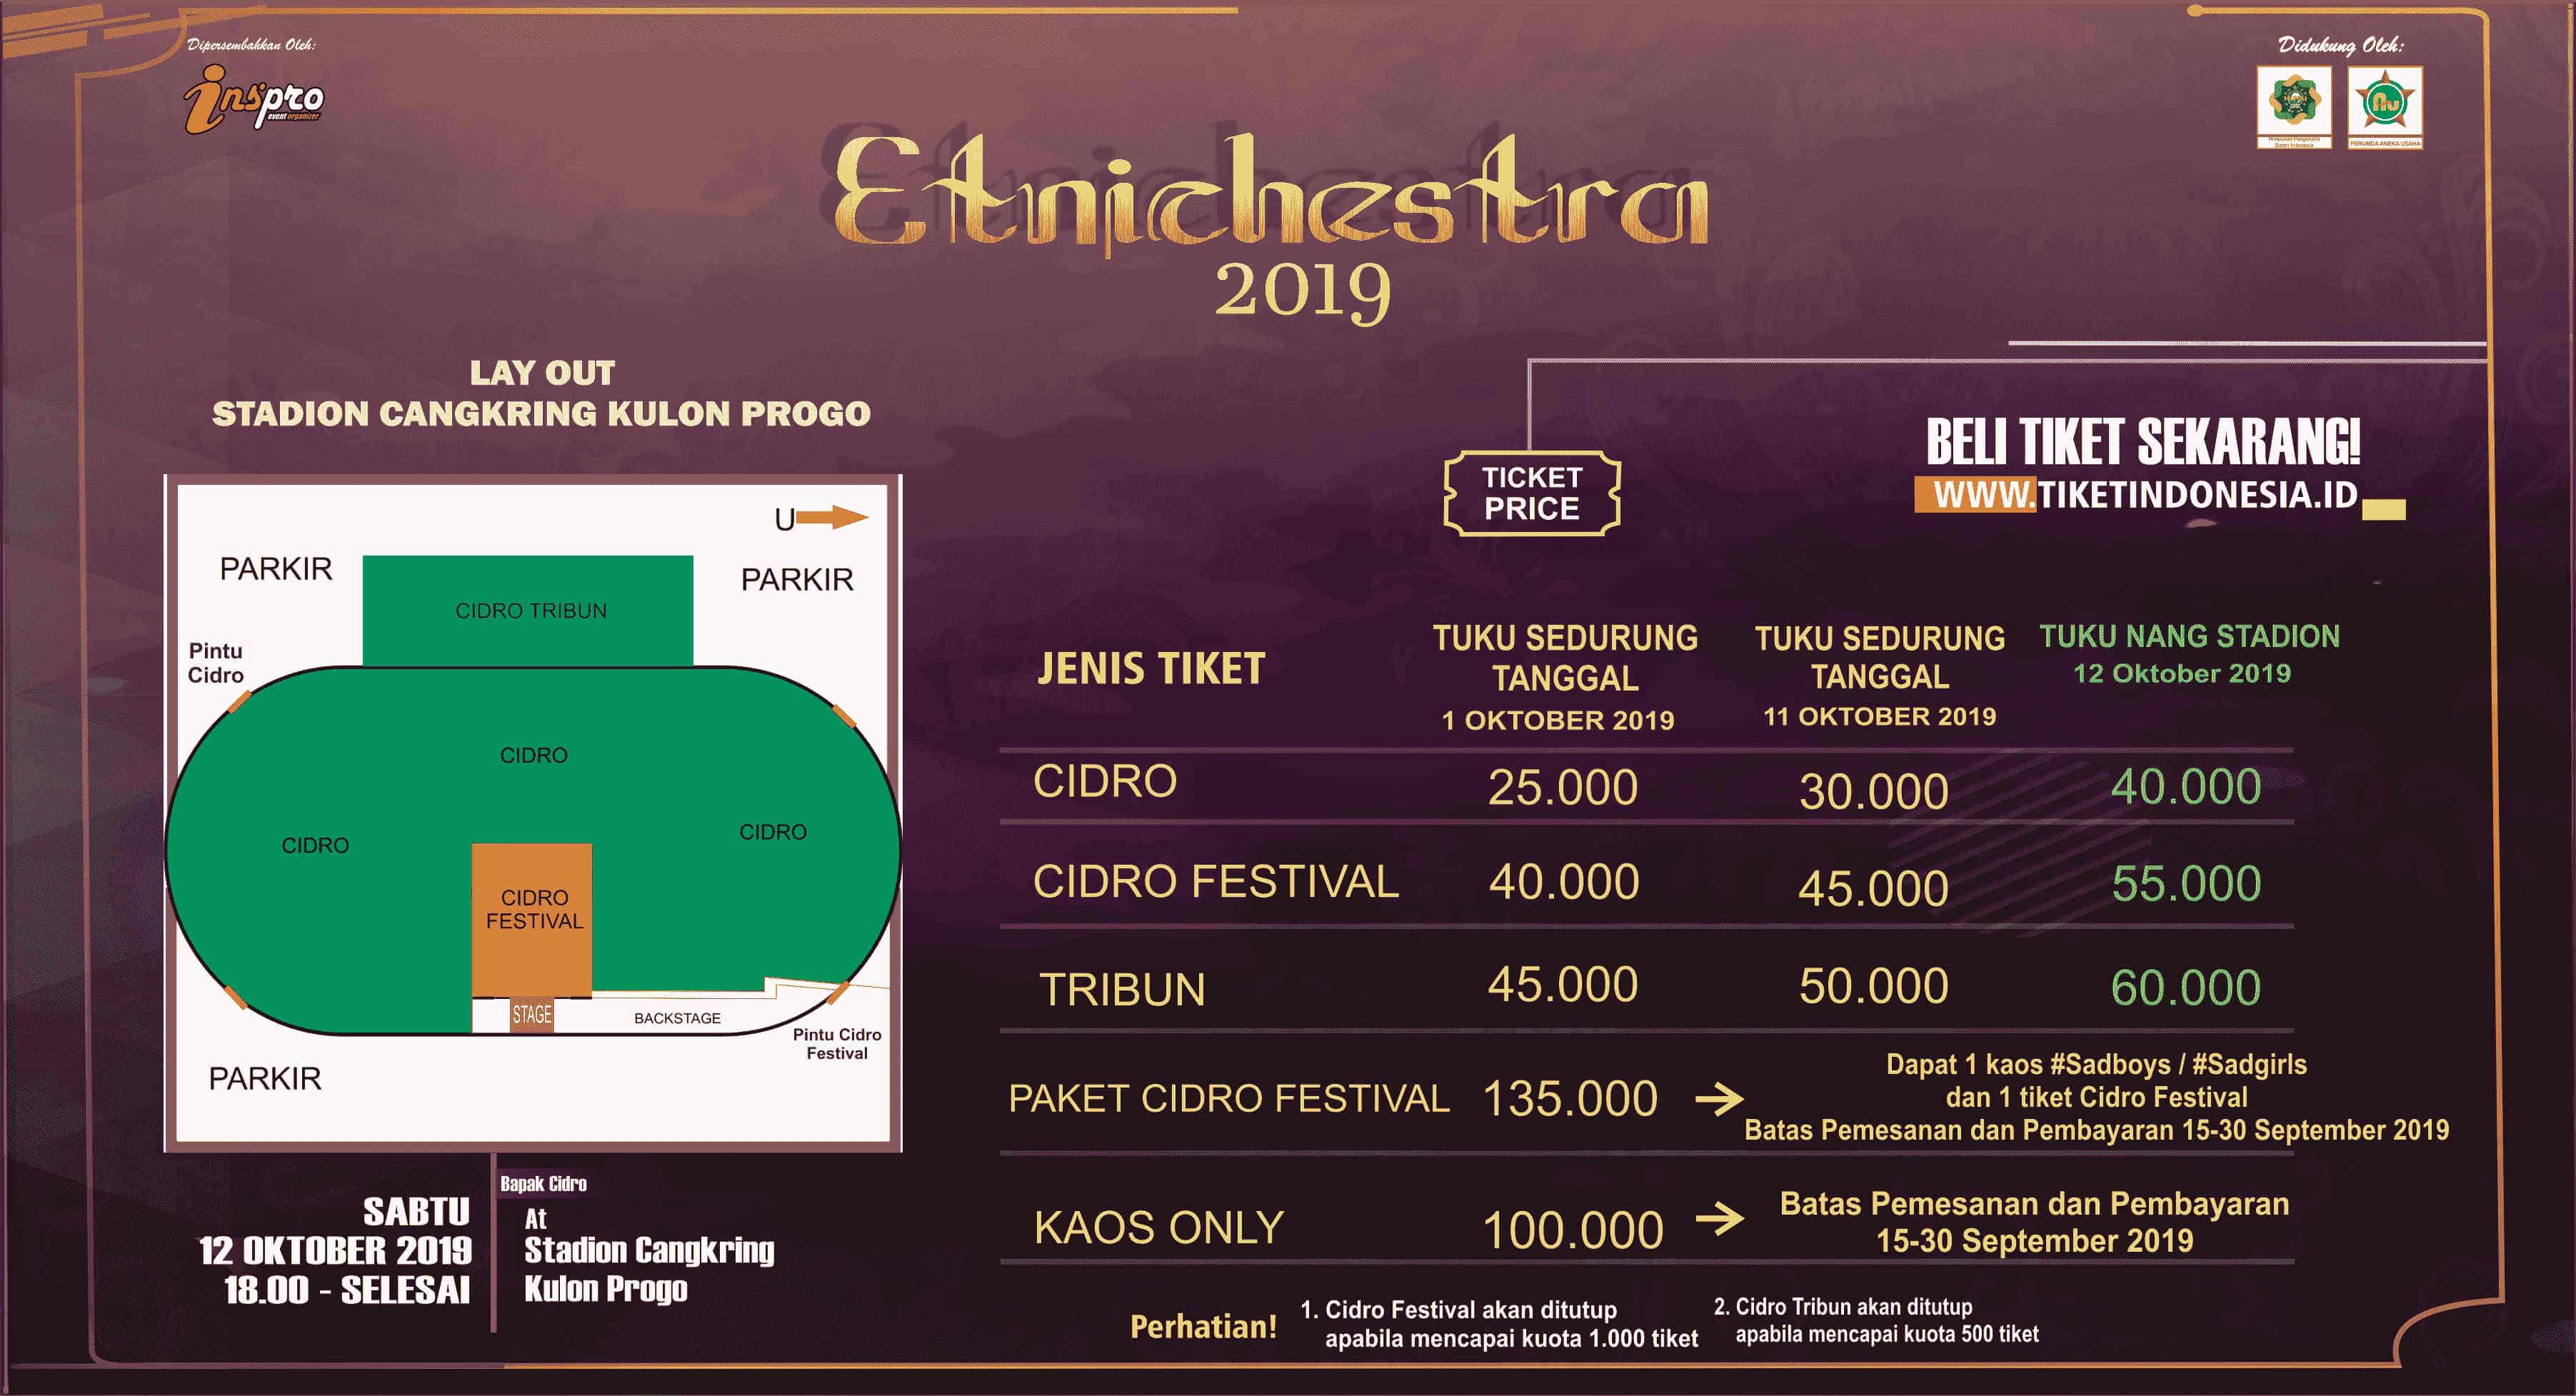 Dipersembahkan Oleh:
inspro
event organizer
Didukung Oleh:
Himpunan Pengusaha
Santri Indonesia
PERUMDA ANEKA USAHA
Etnichestra
2019
LAY OUT
STADION CANGKRING KULON PROGO
U
PARKIR
PARKIR
CIDRO TRIBUN
Pintu
Cidro
CIDRO
CIDRO
CIDRO
CIDRO
FESTIVAL
STAGE
BACKSTAGE
Pintu Cidro
Festival
PARKIR
SABTU
12 OKTOBER 2019
18.00 - SELESAI
Bapak Cidro
At
Stadion Cangkring
Kulon Progo
TICKET
PRICE
BELI TIKET SEKARANG!
WWW.TIKETINDONESIA.ID
JENIS TIKET
TUKU SEDURUNG
TANGGAL
1 OKTOBER 2019
TUKU SEDURUNG
TANGGAL
11 OKTOBER 2019
TUKU NANG STADION
12 Oktober 2019
CIDRO 25.000 30.000 40.000
CIDRO FESTIVAL 40.000 45.000 55.000
TRIBUN 45.000 50.000 60.000
PAKET CIDRO FESTIVAL 135.000
Dapat 1 kaos #Sadboys / #Sadgirls
dan 1 tiket Cidro Festival
Batas Pemesanan dan Pembayaran 15-30 September 2019
KAOS ONLY 100.000
Batas Pemesanan dan Pembayaran
15-30 September 2019
Perhatian!
1. Cidro Festival akan ditutup
apabila mencapai kuota 1.000 tiket
2. Cidro Tribun akan ditutup
apabila mencapai kuota 500 tiket